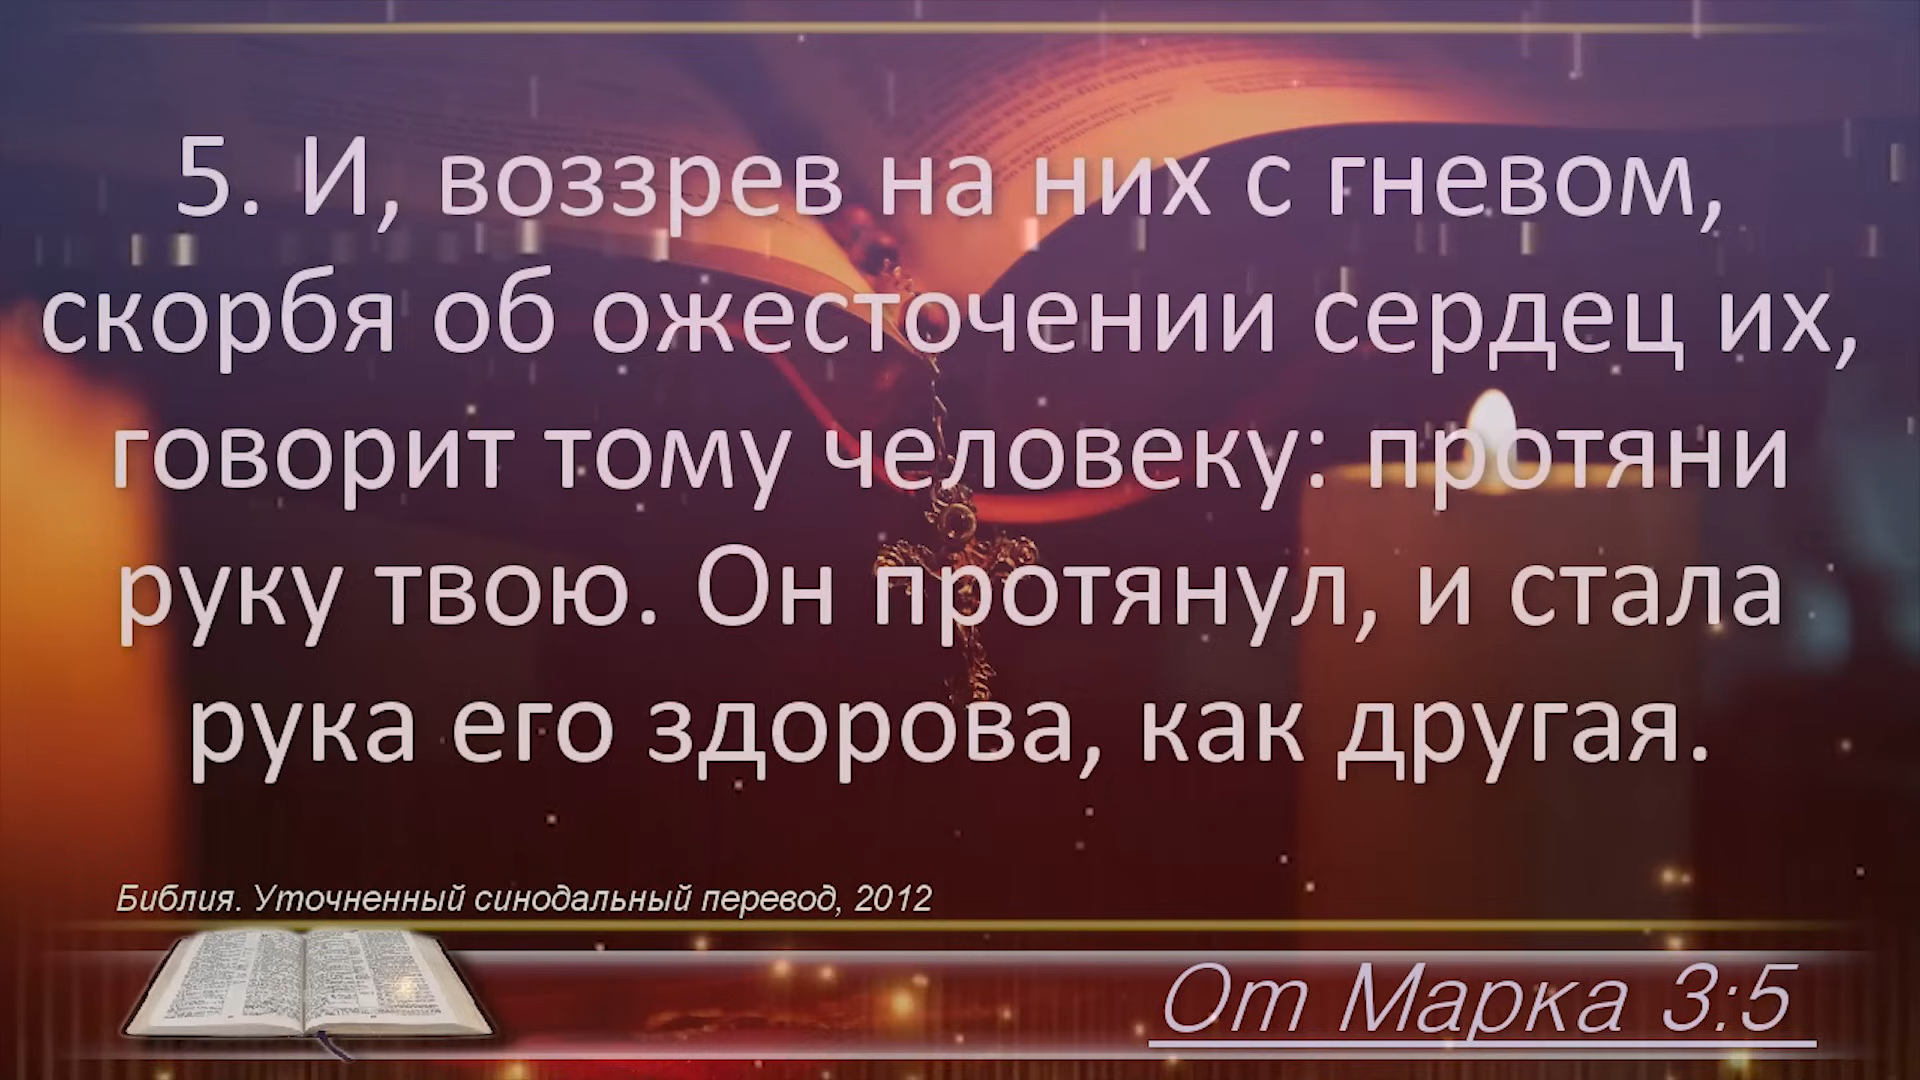 5. И, воззрев на них с гневом,
скорбя об ожесточении сердец их,
говорит тому человеку: протяни
руку твою. Он протянул, и стала
рука его здорова, как другая.
Библия. Уточненный синодальный перевод, 2012
От Марка 3:5